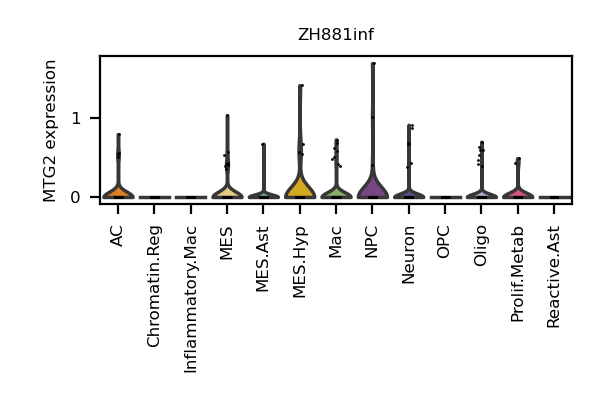 ZH881inf
MTG2 expression
1
0
AC
Chromatin.Reg
Inflammatory.Mac
MES
MES.Ast
MES.Hyp
Mac
NPC
Neuron
OPC
Oligo
Prolif.Metab
Reactive.Ast